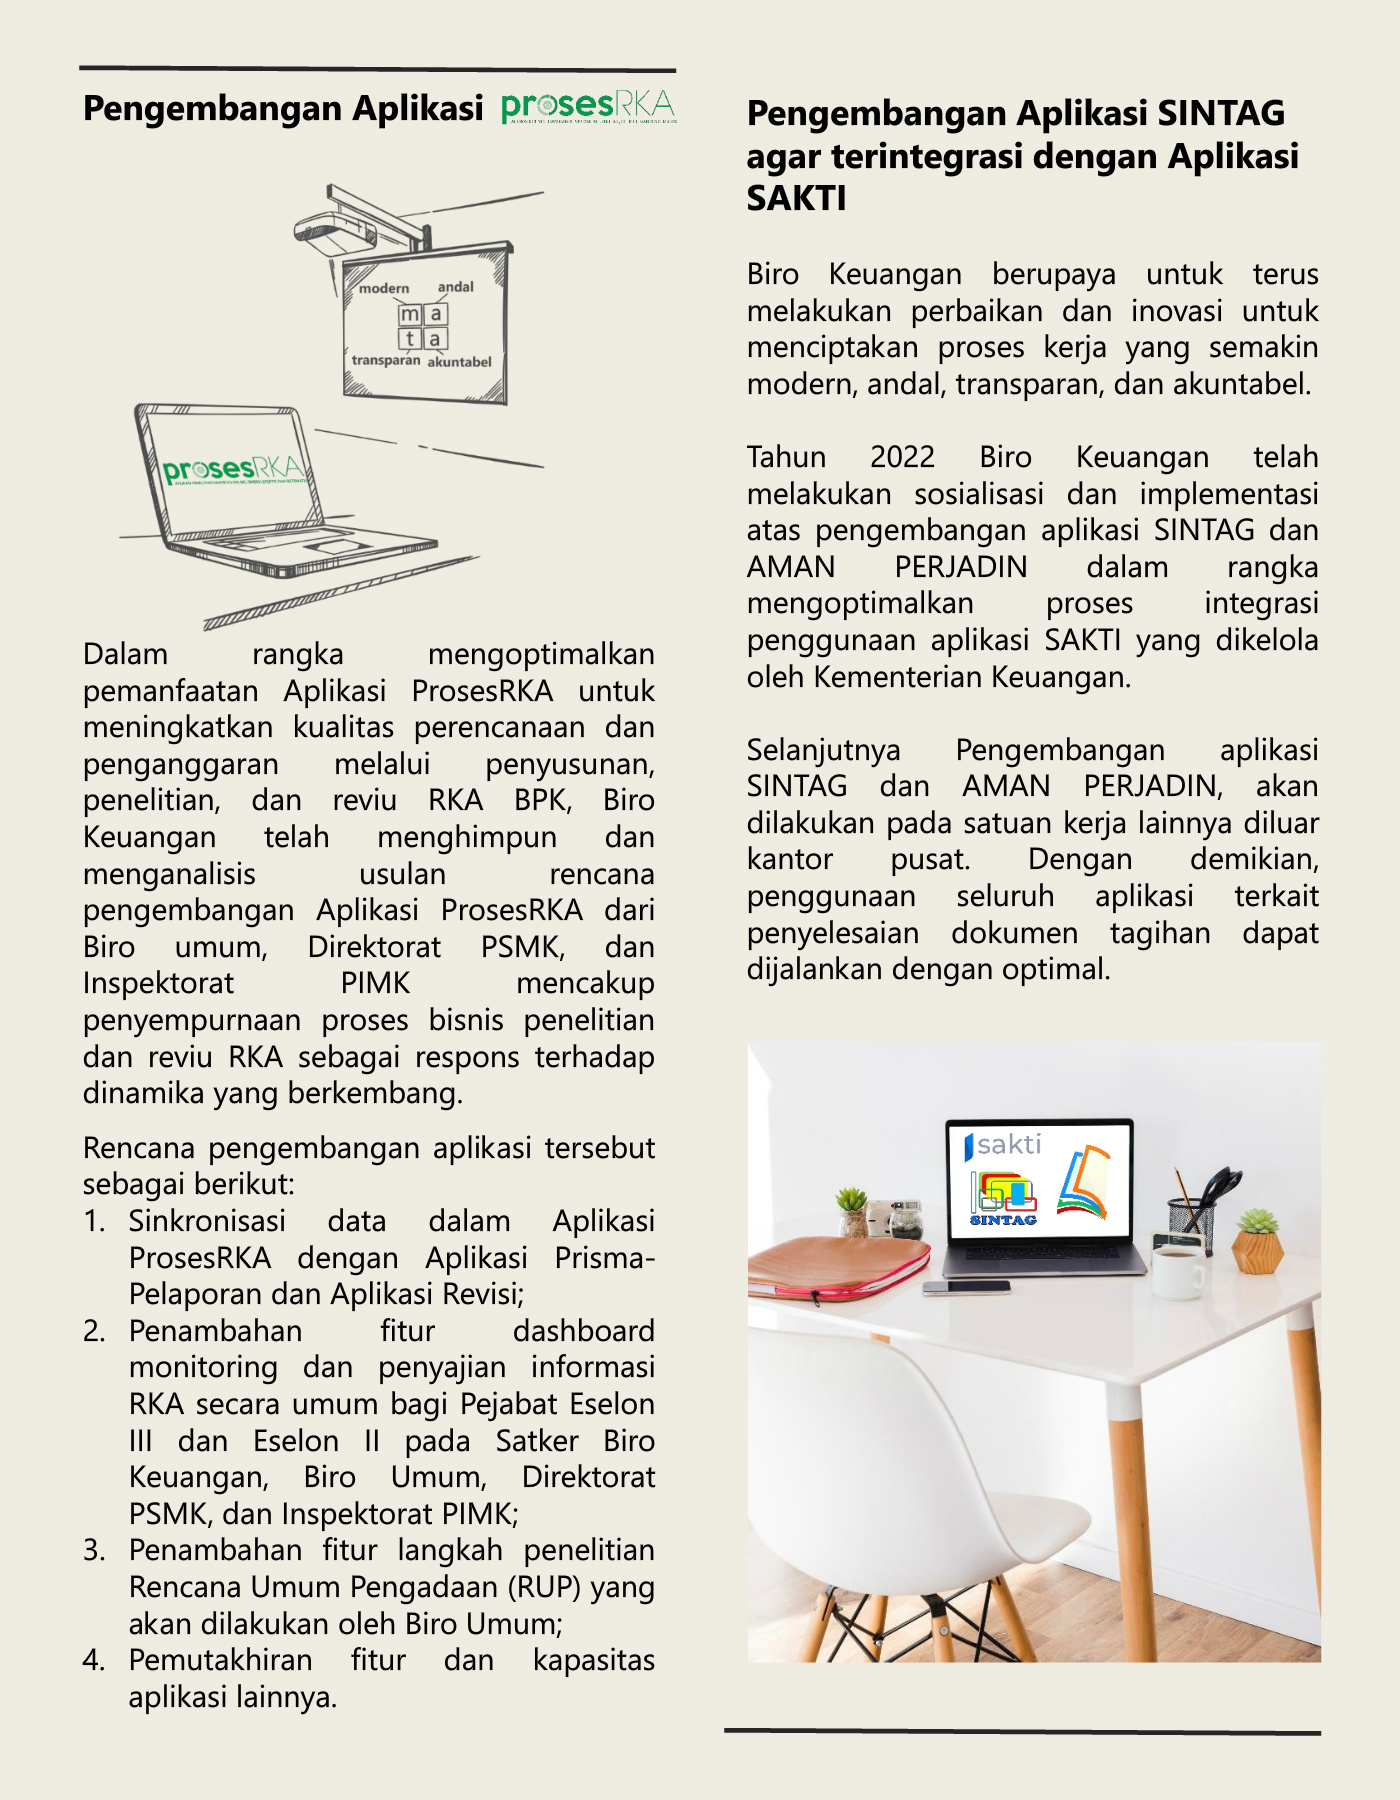 Pengembangan Aplikasi prosesRKA
modern andal
m a
t a
transparan akuntabel
prosesRKA
Dalam rangka mengoptimalkan
pemanfaatan Aplikasi ProsesRKA untuk
meningkatkan kualitas perencanaan dan
penganggaran melalui penyusunan,
penelitian, dan reviu RKA BPK, Biro
Keuangan telah menghimpun dan
menganalisis usulan rencana
pengembangan Aplikasi ProsesRKA dari
Biro umum, Direktorat PSMK, dan
Inspektorat PIMK mencakup
penyempurnaan proses bisnis penelitian
dan reviu RKA sebagai respons terhadap
dinamika yang berkembang.
Rencana pengembangan aplikasi tersebut
sebagai berikut:
1. Sinkronisasi data dalam Aplikasi
ProsesRKA dengan Aplikasi Prisma-
Pelaporan dan Aplikasi Revisi;
2. Penambahan fitur dashboard
monitoring dan penyajian informasi
RKA secara umum bagi Pejabat Eselon
III dan Eselon II pada Satker Biro
Keuangan, Biro Umum, Direktorat
PSMK, dan Inspektorat PIMK;
3. Penambahan fitur langkah penelitian
Rencana Umum Pengadaan (RUP) yang
akan dilakukan oleh Biro Umum;
4. Pemutakhiran fitur dan kapasitas
aplikasi lainnya.
Pengembangan Aplikasi SINTAG
agar terintegrasi dengan Aplikasi
SAKTI
Biro Keuangan berupaya untuk terus
melakukan perbaikan dan inovasi untuk
menciptakan proses kerja yang semakin
modern, andal, transparan, dan akuntabel.
Tahun 2022 Biro Keuangan telah
melakukan sosialisasi dan implementasi
atas pengembangan aplikasi SINTAG dan
AMAN PERJADIN dalam rangka
mengoptimalkan proses integrasi
penggunaan aplikasi SAKTI yang dikelola
oleh Kementerian Keuangan.
Selanjutnya Pengembangan aplikasi
SINTAG dan AMAN PERJADIN, akan
dilakukan pada satuan kerja lainnya diluar
kantor pusat. Dengan demikian,
penggunaan seluruh aplikasi terkait
penyelesaian dokumen tagihan dapat
dijalankan dengan optimal.
sakti
SINTAG